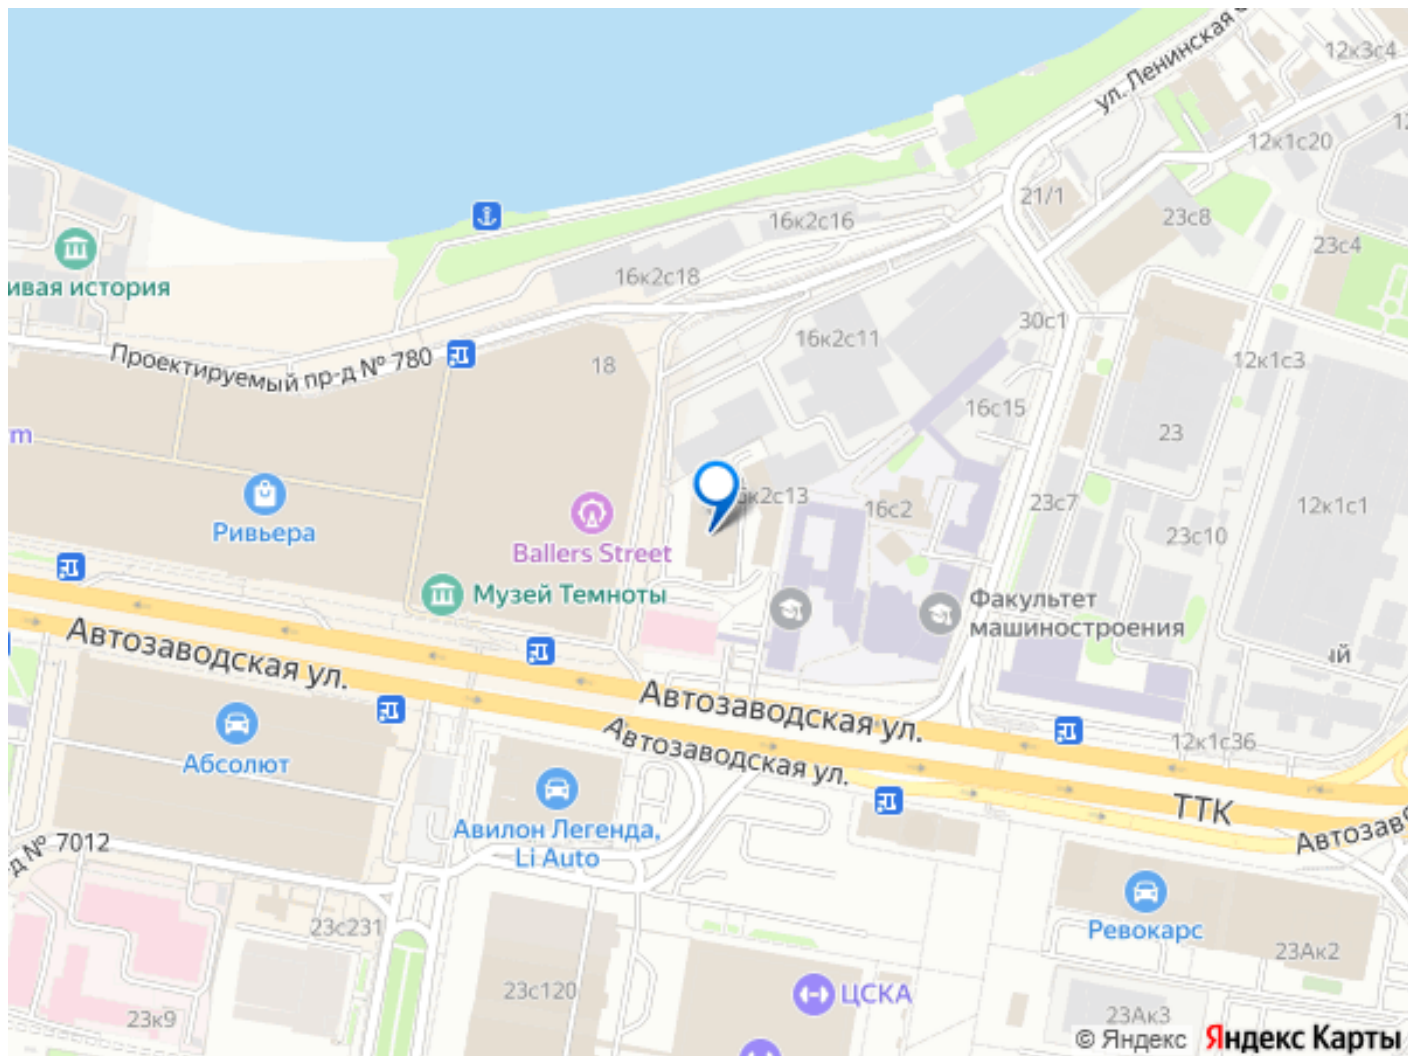 ул. Ленинская
12к3с4
12к1с20
21/1
23с8
16к2с16
23с4
16к2с18
ивая история
30с1
16к2с11
Проектируемый пр-д № 780
18
12к1с3
16с15
23
16к2с13
23с7
12к1с1
16с2
Ривьера
Ballers Street
23с10
Музей Темноты
Факультет
машиностроения
ый
Автозаводская ул.
Автозаводская ул.
Автозаводская ул.
12к1с36
Абсолют
ТТК
Авилон Легенда,
Li Auto
Автозаво
д № 7012
23с231
Ревокарс
23Ак2
23с120
ЦСКА
23к9
23Ак3
© Яндекс Яндекс Карты